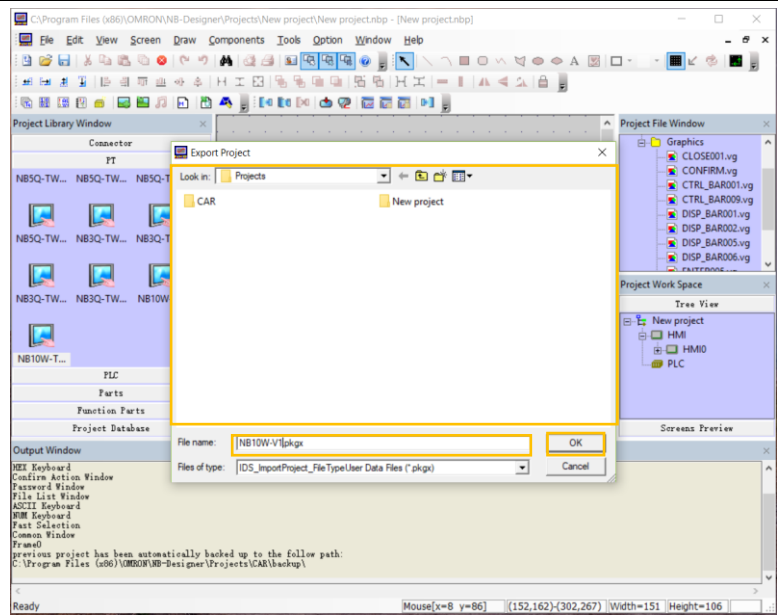 C:\Program Files (x86)\OMRON\NB-Designer\Projects\New project\New project.nbp - [New project.nbp]
File Edit View Screen Draw Components Tools Option Window Help
Project Library Window
Project File Window
Connector
PT
NB5Q-TW... NB5Q-TW... NB5Q-T
NB5Q-TW... NB3Q-TW... NB3Q-T
NB3Q-TW... NB3Q-TW... NB10W
NB10W-T...
PLC
Parts
Function Parts
Project Database
Export Project
Look in: Projects
CAR
New project
File name: NB10W-V1.pkgx
OK
Files of type: IDS_ImportProject_FileTypeUser Data Files (*.pkgx)
Cancel
Graphics
CLOSE001.vg
CONFIRM.vg
CTRL_BAR001.vg
CTRL_BAR009.vg
DISP_BAR001.vg
DISP_BAR002.vg
DISP_BAR005.vg
DISP_BAR006.vg
Project Work Space
Tree View
New project
HMI
HMI0
PLC
Screens Preview
Output Window
HEX Keyboard
Confirm Action Window
Password Window
File List Window
ASCII Keyboard
NUM Keyboard
Fast Selection
Common Window
Frame0
previous project has been automatically backed up to the follow path:
C:\Program Files (x86)\OMRON\NB-Designer\Projects\CAR\backup\
Ready
Mouse[x=8 y=86] (152,162)-(302,267) Width=151 Height=106